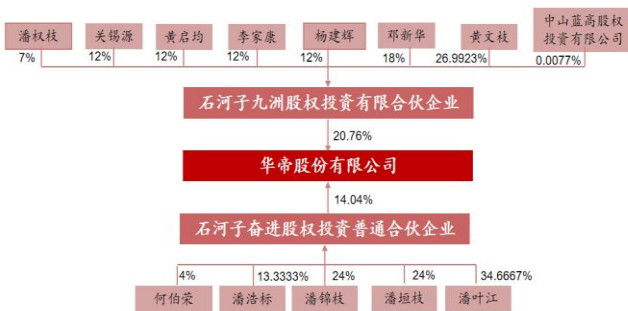 潘权枝
关锡源
黄启均
李家康
杨建辉
邓新华
黄文枝
中山蓝高股权
投资有限公司
7%
12%
12%
12%
12%
18%
26.9923%
0.0077%
石河子九洲股权投资有限合伙企业
20.76%
华帝股份有限公司
14.04%
石河子奋进股权投资普通合伙企业
4%
13.3333%
24%
24%
34.6667%
何伯荣
潘浩标
潘锦枝
潘垣枝
潘叶江